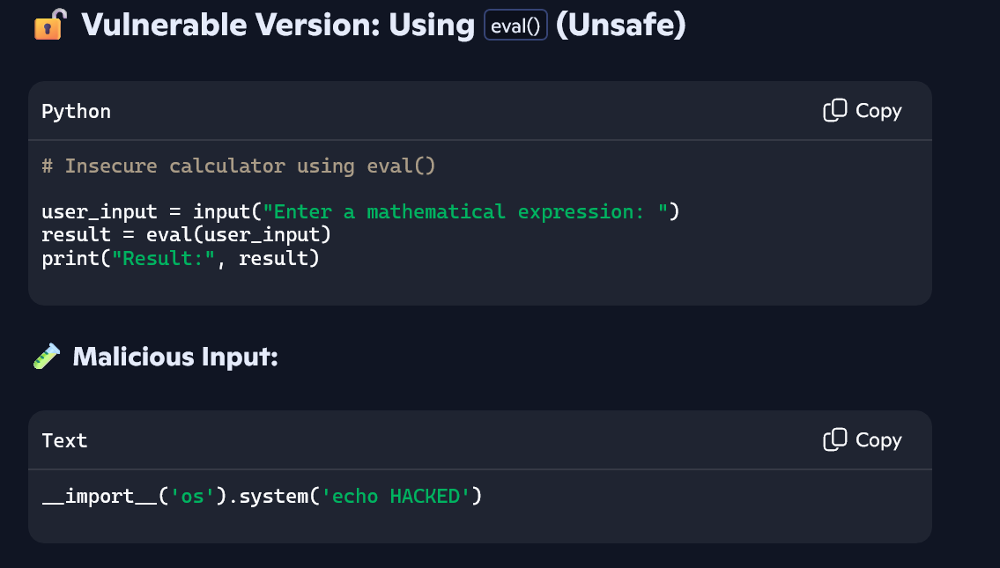 Vulnerable Version: Using eval() (Unsafe)
Python
Copy
# Insecure calculator using eval()
user_input = input("Enter a mathematical expression: ")
result = eval(user_input)
print("Result:", result)
Malicious Input:
Text
Copy
__import__('os').system('echo HACKED')